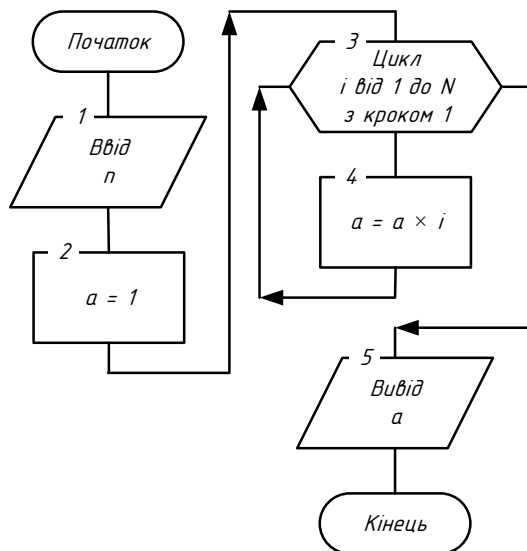 Початок
1
Ввід
n
2
a = 1
3
Цикл
i від 1 до N
з кроком 1
4
a = a × i
5
Вивід
a
Кінець